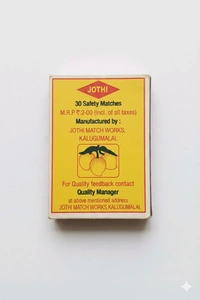 JOTHI
30 Safety Matches
M.R.P ₹.2-00 (Incl. of all taxes)
Manufactured by :
JOTHI MATCH WORKS,
KALUGUMALAI.
For Quality feedback contact
Quality Manager
at above mentioned address
JOTHI MATCH WORKS, KALUGUMALAI.